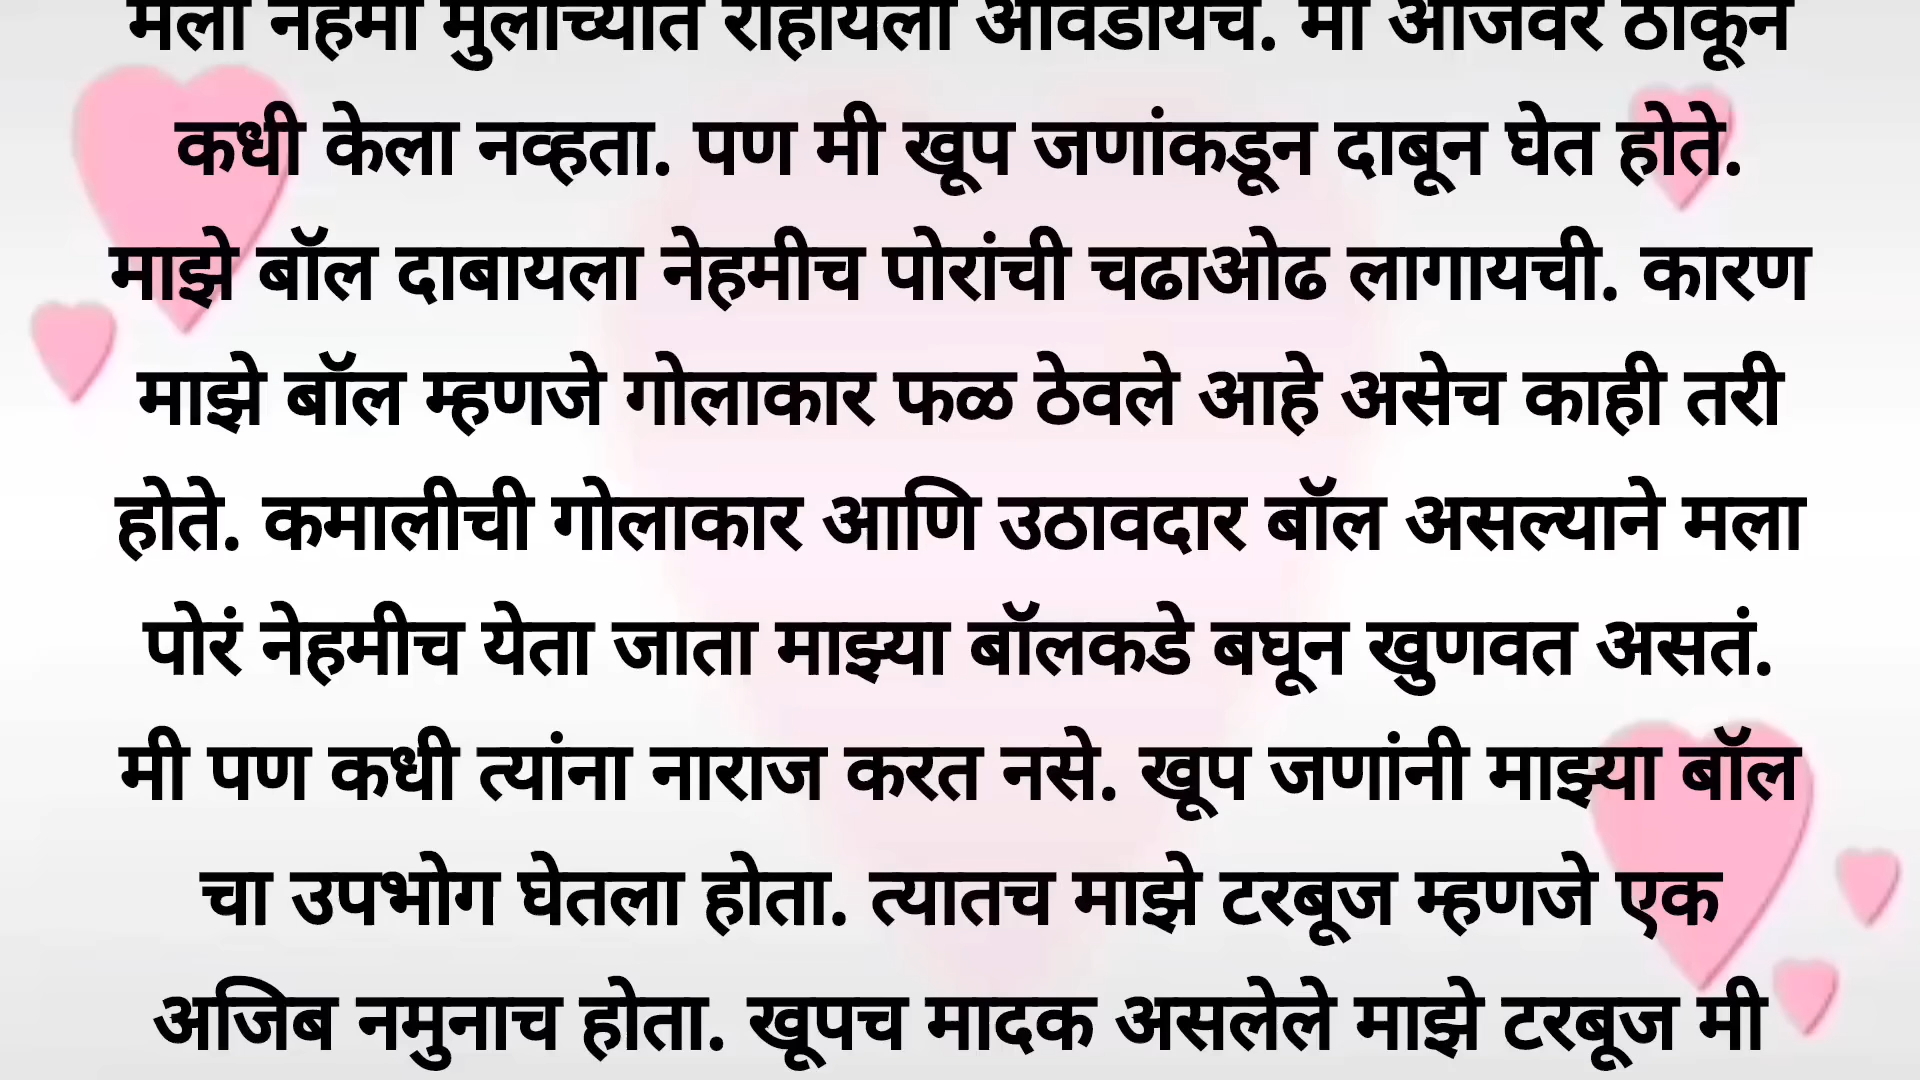 मला नेहमी मुलांच्यात राहायला मी आजवर ठोकून
कधी केला नव्हता. पण मी खूप जणांकडून दाबून घेत होते.
माझे बॉल दाबायला नेहमीच पोरांची चढाओढ लागायची. कारण
माझे बॉल म्हणजे गोलाकार फळ ठेवले आहे असेच काही तरी
होते. कमालीची गोलाकार आणि उठावदार बॉल असल्याने मला
पोरं नेहमीच येता जाता माझ्या बॉलकडे बघून खुणवत असतं.
मी पण कधी त्यांना नाराज करत नसे. खूप जणांनी माझ्या बॉल
चा उपभोग घेतला होता. त्यातच माझे टरबूज म्हणजे एक
अजिब नमुनाच होता. खूपच मादक असलेले माझे टरबूज मी